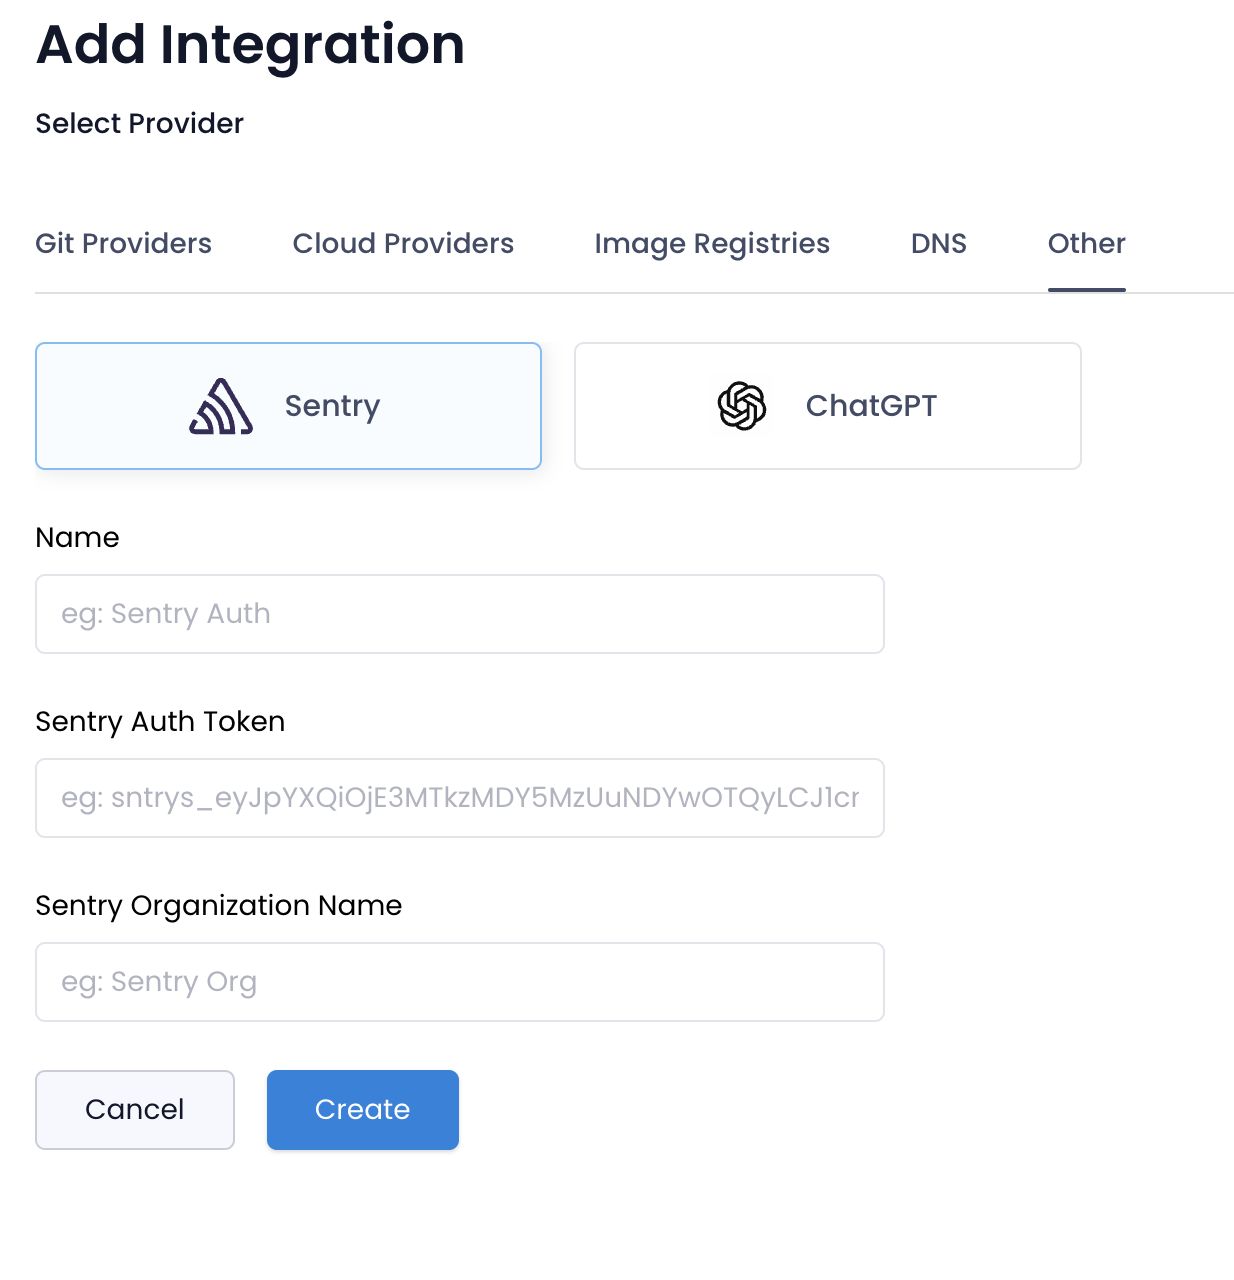 Add Integration
Select Provider
Git Providers Cloud Providers Image Registries DNS Other
Sentry ChatGPT
Name
eg: Sentry Auth
Sentry Auth Token
eg: sntrys_eyJpYXQiOjE3MTkzMDY5MzUuNDYwOTQyLCJ1cr
Sentry Organization Name
eg: Sentry Org
Cancel Create